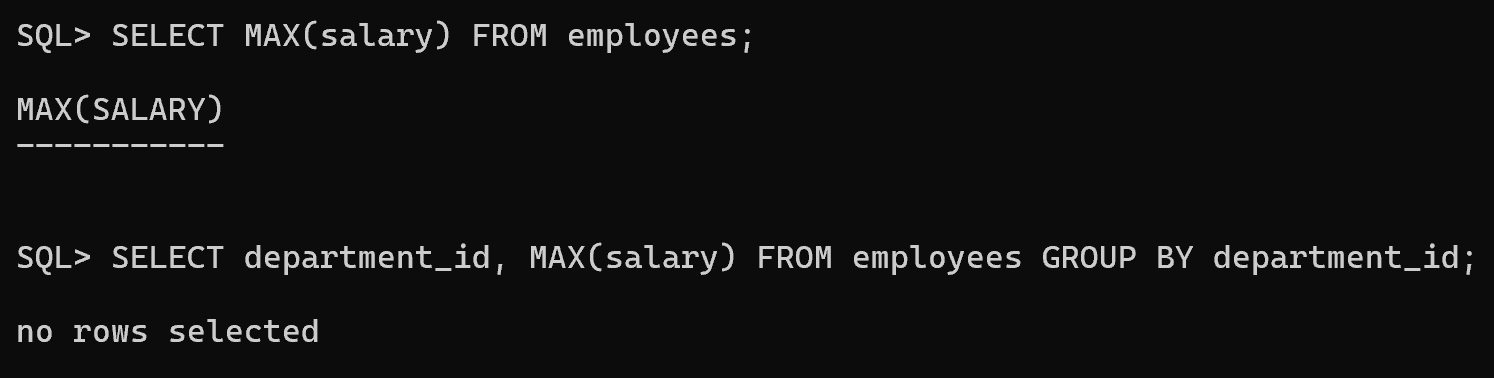 SQL> SELECT MAX(salary) FROM employees;
MAX(SALARY)
-----------
SQL> SELECT department_id, MAX(salary) FROM employees GROUP BY department_id;
no rows selected